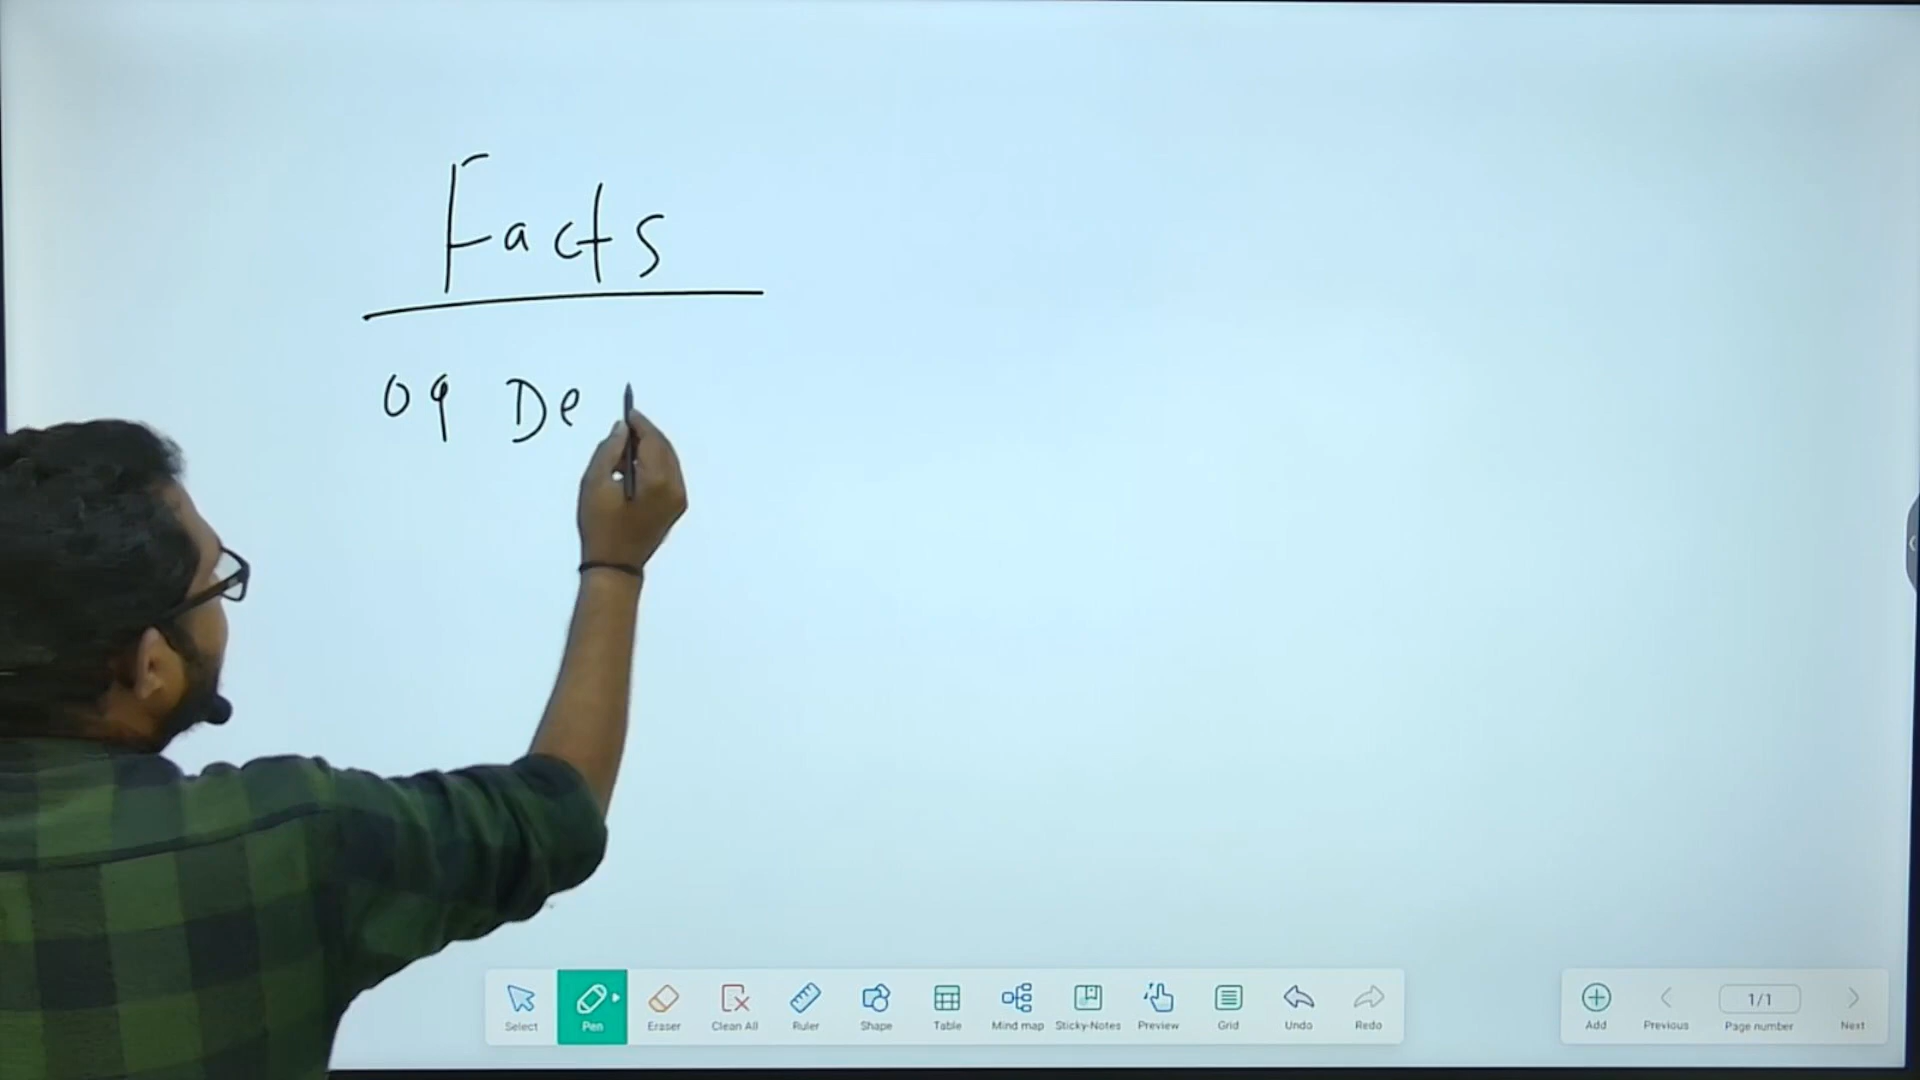 Facts
09 De
Select Pen Eraser Clean All Ruler Shape Table Mind map Sticky-Notes Preview Grid Undo Redo
Add Previous 1/1 Page number Next